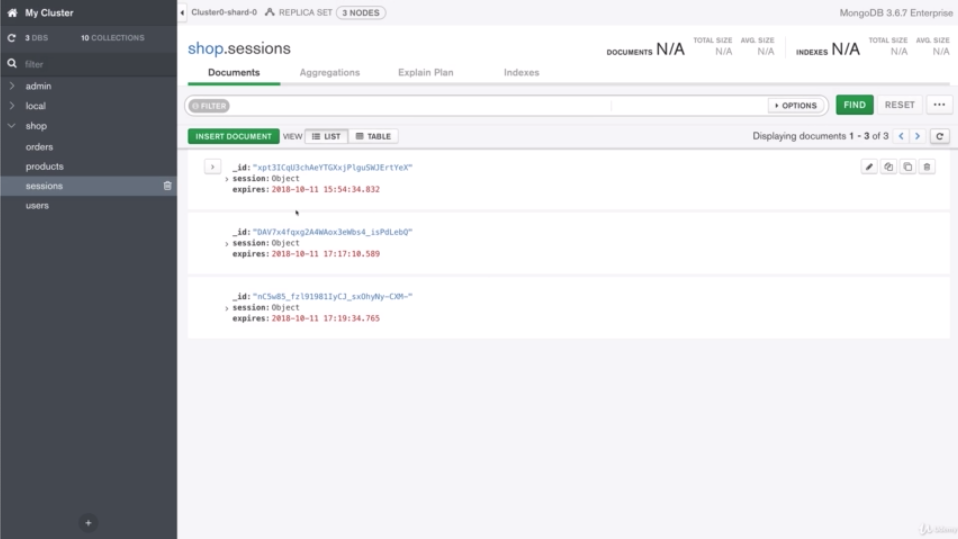 My Cluster
Cluster0-shard-0 REPLICA SET 3 NODES
MongoDB 3.6.7 Enterprise
3 DBS 10 COLLECTIONS
filter
admin
local
shop
orders
products
sessions
users
shop.sessions
DOCUMENTS N/A TOTAL SIZE N/A AVG. SIZE N/A
INDEXES N/A TOTAL SIZE N/A AVG. SIZE N/A
Documents Aggregations Explain Plan Indexes
FILTER OPTIONS FIND RESET
INSERT DOCUMENT VIEW LIST TABLE Displaying documents 1 - 3 of 3
_id: "xpt3ICqU3chAeYTGXxjPlguSWJErtYeX"
session: Object
expires: 2018-10-11 15:54:34.832
_id: "DAV7x4fqxg2A4WAox3eWbs4_isPdLebQ"
session: Object
expires: 2018-10-11 17:17:10.589
_id: "nC5w85_fzl91981IyCJ_sxOhyNy-CXM-"
session: Object
expires: 2018-10-11 17:19:34.765
Udemy